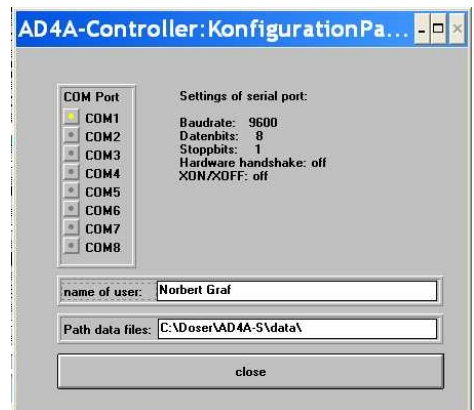 AD4A-Controller:KonfigurationPa...
COM Port
COM1
COM2
COM3
COM4
COM5
COM6
COM7
COM8
Settings of serial port:
Baudrate: 9600
Datenbits: 8
Stoppbits: 1
Hardware handshake: off
XON/XOFF: off
name of user: Norbert Graf
Path data files: C:\Doser\AD4A-S\data\
close